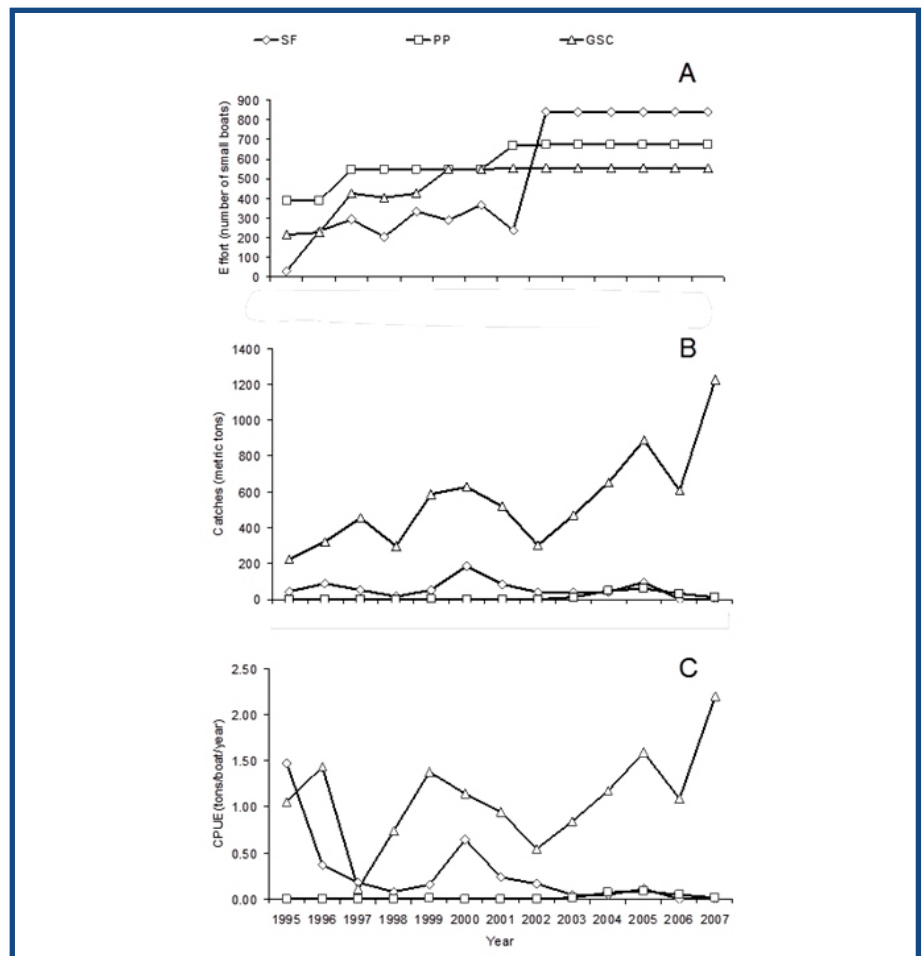 SF PP GSC
A
Effort (number of small boats)
900
800
700
600
500
400
300
200
100
0
B
Catches (metric tons)
1400
1200
1000
800
600
400
200
0
C
CPUE (tons/boat/year)
2.50
2.00
1.50
1.00
0.50
0.00
1995 1996 1997 1998 1999 2000 2001 2002 2003 2004 2005 2006 2007
Year